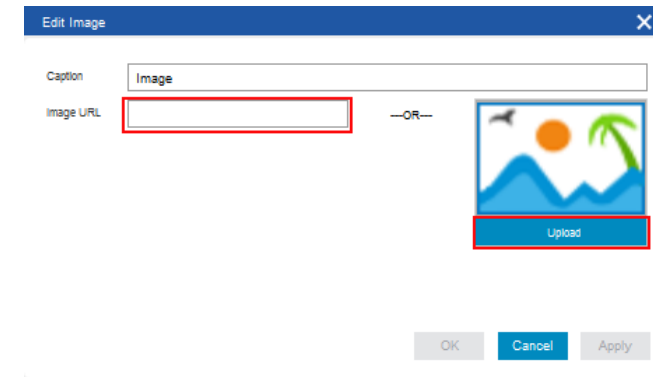 Edit Image
Caption
Image
Image URL
---OR---
Upload
OK
Cancel
Apply